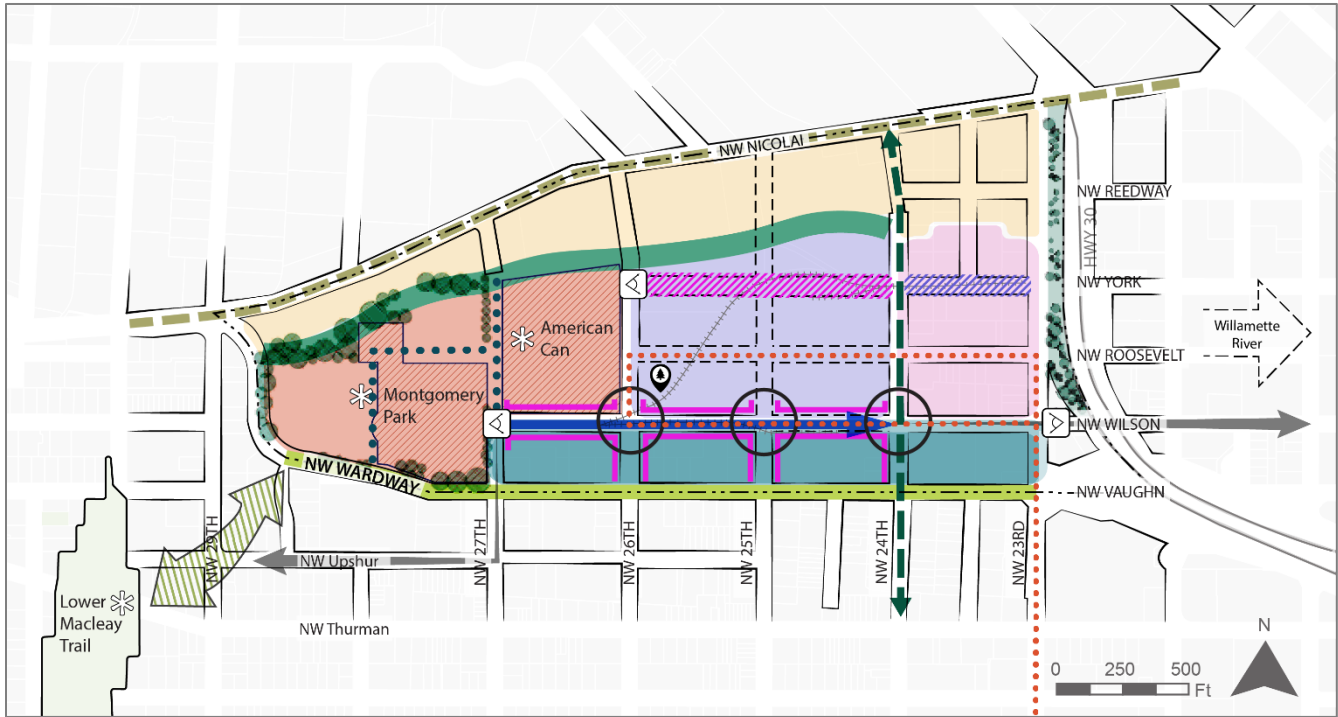 NW NICOLAI
NW REEDWAY
HWY 30
NW YORK
Willamette
River
American
Can
NW ROOSEVELT
Montgomery
Park
NW WILSON
NW WARDWAY
NW VAUGHN
NW 29TH
NW 27TH
NW 26TH
NW 25TH
NW 24TH
NW 23RD
NW Upshur
Lower
Macleay
Trail
NW Thurman
N
0 250 500
Ft